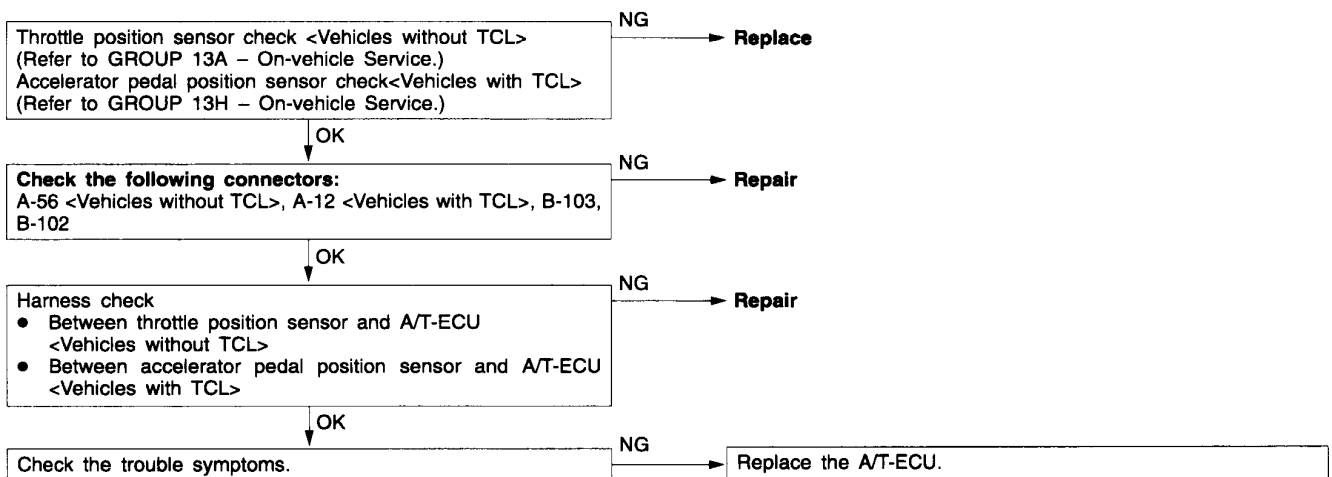 NG
Throttle position sensor check <Vehicles without TCL>
Replace
(Refer to GROUP 13A – On-vehicle Service.)
Accelerator pedal position sensor check<Vehicles with TCL>
(Refer to GROUP 13H – On-vehicle Service.)
OK
NG
Check the following connectors:
Repair
A-56 <Vehicles without TCL>, A-12 <Vehicles with TCL>, B-103,
B-102
OK
NG
Harness check
Repair
● Between throttle position sensor and A/T-ECU
<Vehicles without TCL>
● Between accelerator pedal position sensor and A/T-ECU
<Vehicles with TCL>
OK
NG
Check the trouble symptoms.
Replace the A/T-ECU.